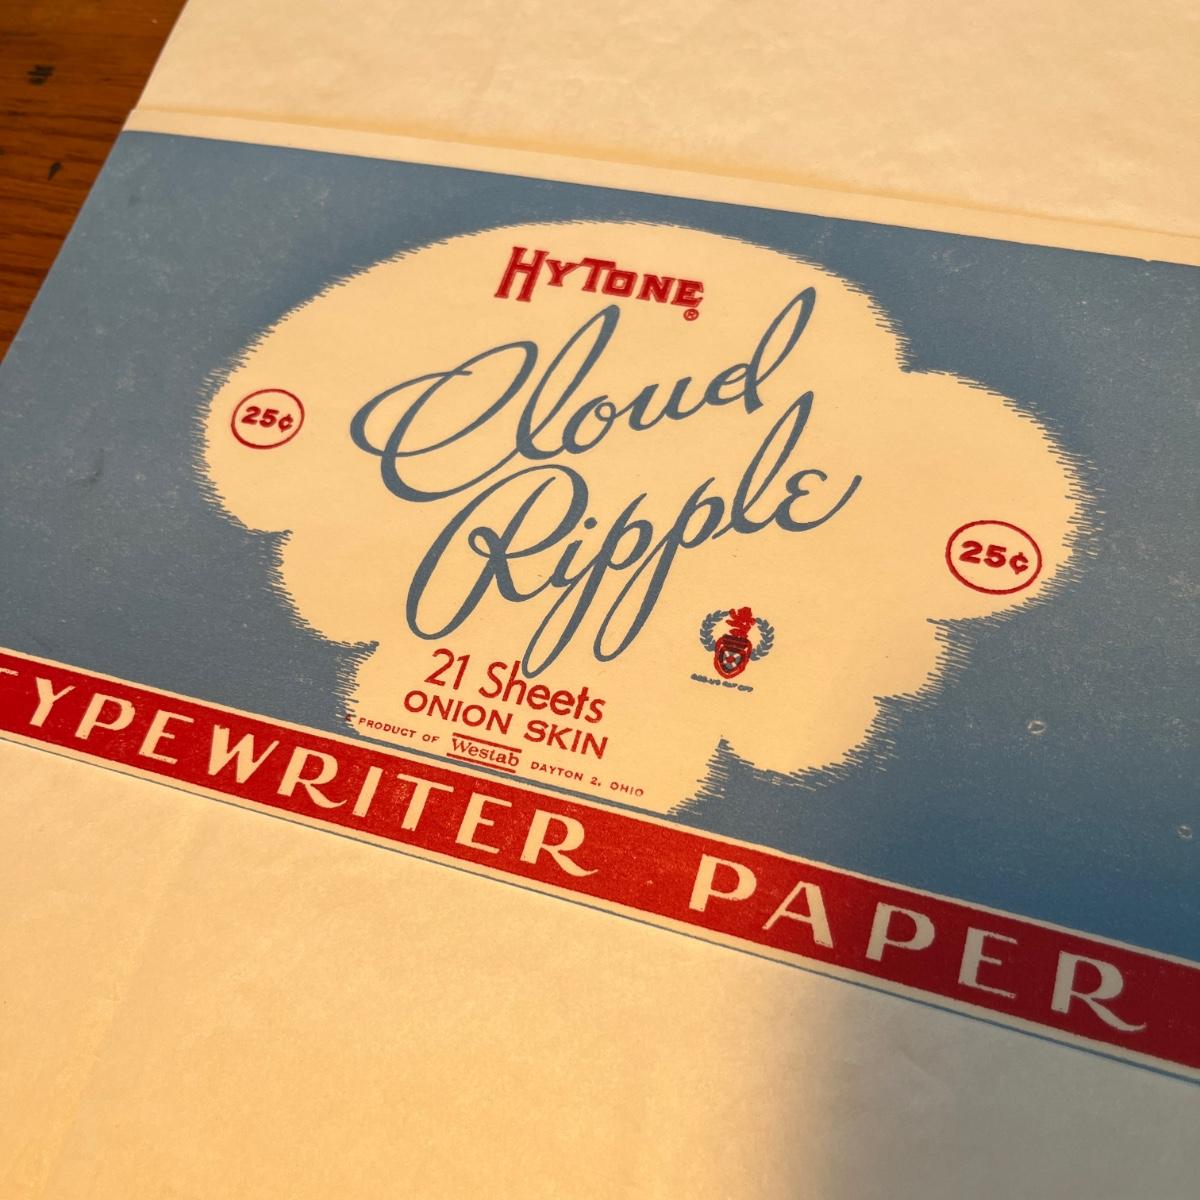 HYTONE®
Cloud
25¢
Ripple
25¢
21 Sheets
ONION SKIN
PRODUCT OF Westab DAYTON 2, OHIO
TYPEWRITER PAPER